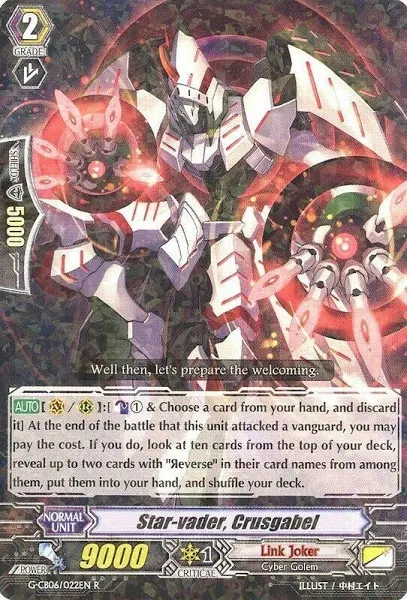 2
GRADE
SHIELD
5000
Well then, let's prepare the welcoming.
AUTO[ / ]:[ 1 & Choose a card from your hand, and discard
it] At the end of the battle that this unit attacked a vanguard, you may
pay the cost. If you do, look at ten cards from the top of your deck,
reveal up to two cards with "Яeverse" in their card names from among
them, put them into your hand, and shuffle your deck.
NORMAL
UNIT
Star-vader, Crusgabel
POWER
9000
1
CRITICAL
Link Joker
Cyber Golem
G-CB06/022EN R
ILLUST / 中村エイト